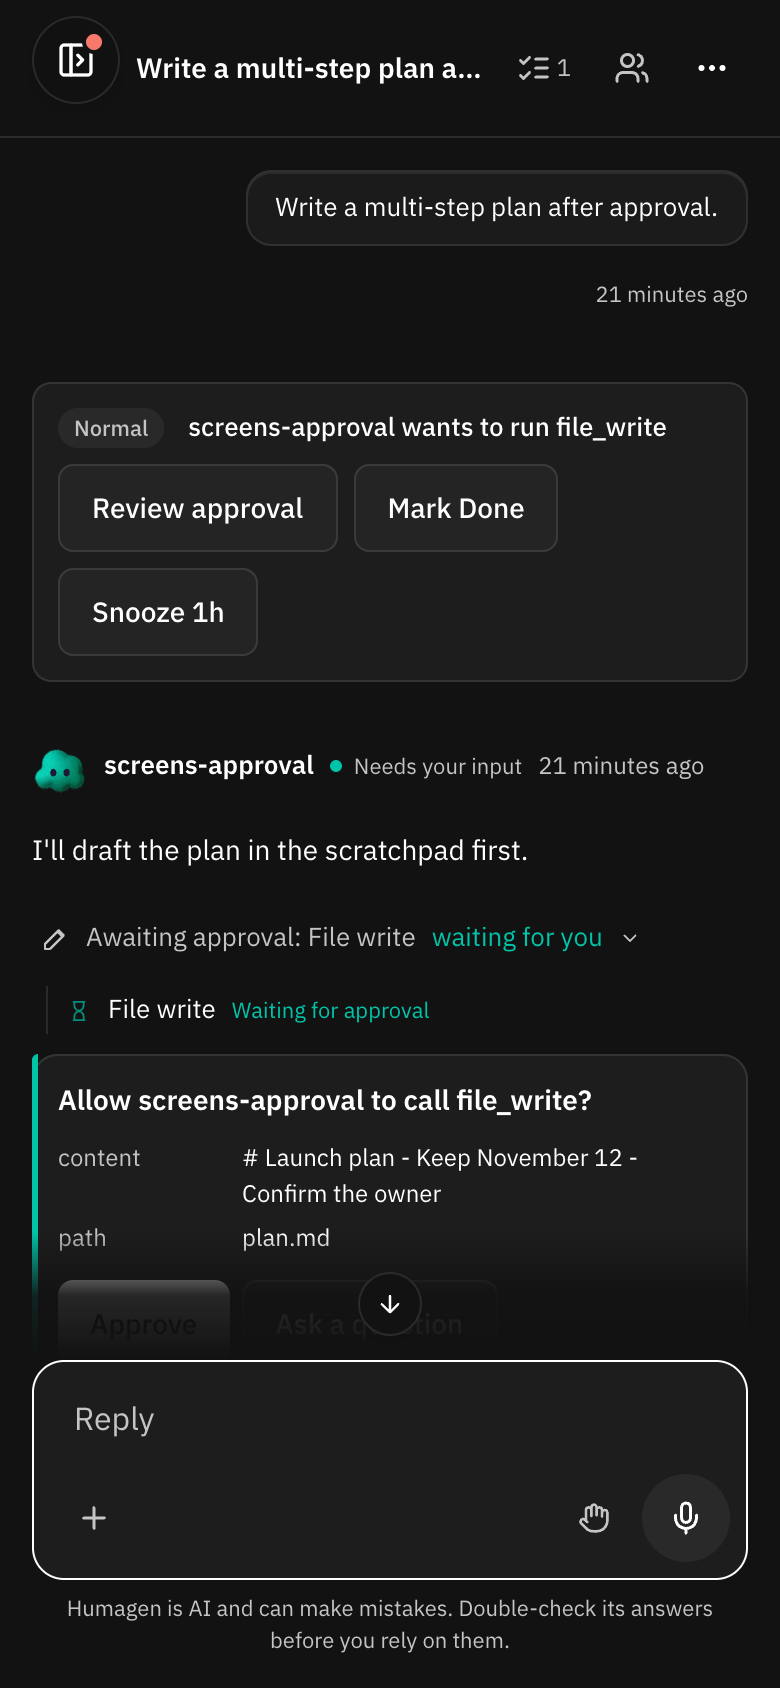 Write a multi-step plan a...
1
Write a multi-step plan after approval.
21 minutes ago
Normal
screens-approval wants to run file_write
Review approval
Mark Done
Snooze 1h
screens-approval
Needs your input
21 minutes ago
I'll draft the plan in the scratchpad first.
Awaiting approval: File write
waiting for you
File write
Waiting for approval
Allow screens-approval to call file_write?
content
# Launch plan - Keep November 12 -
Confirm the owner
path
plan.md
Approve
Ask a question
Reply
Humagen is AI and can make mistakes. Double-check its answers
before you rely on them.